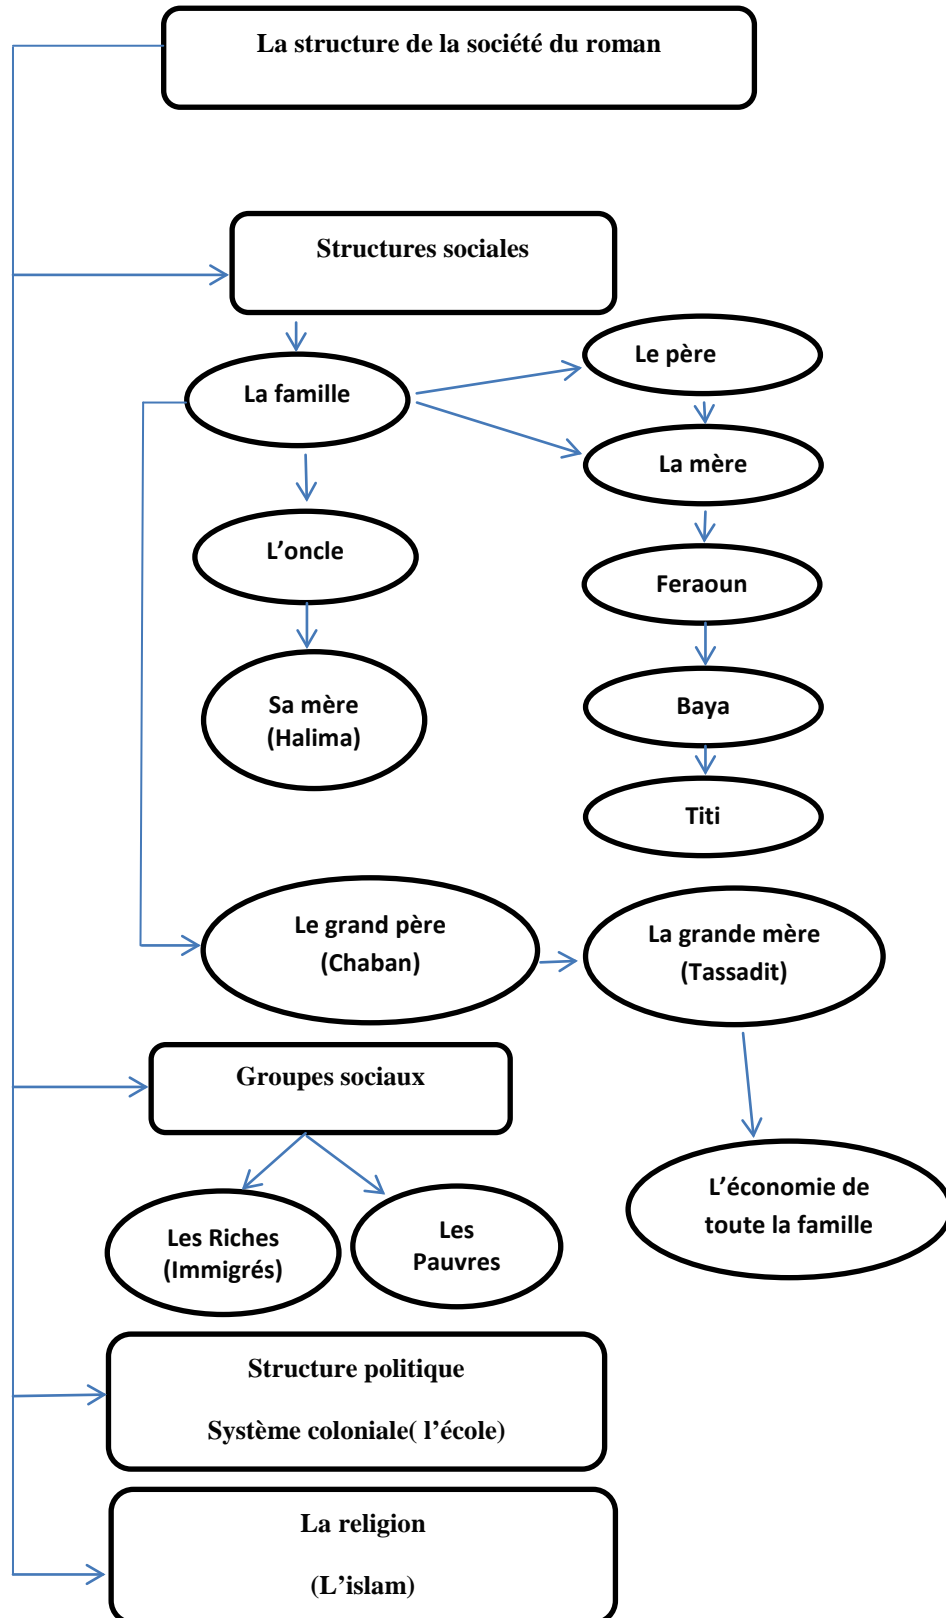 La structure de la société du roman
Structures sociales
La famille
Le père
La mère
L’oncle
Feraoun
Sa mère
(Halima)
Baya
Titi
Le grand père
(Chaban)
La grande mère
(Tassadit)
Groupes sociaux
L’économie de
toute la famille
Les Riches
(Immigrés)
Les
Pauvres
Structure politique
Système coloniale( l’école)
La religion
(L’islam)